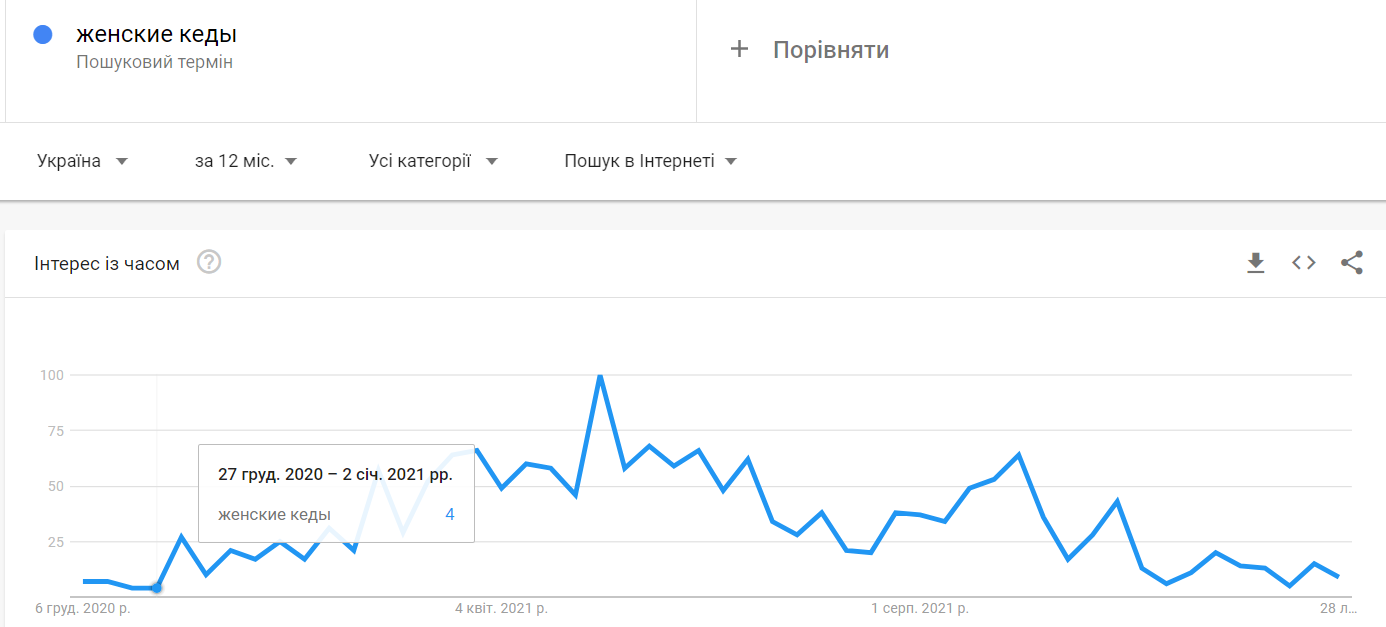 женские кеды
Пошуковий термін
+ Порівняти
Україна
за 12 міс.
Усі категорії
Пошук в Інтернеті
Інтерес із часом
100
75
50
25
27 груд. 2020 – 2 січ. 2021 рр.
женские кеды 4
6 груд. 2020 р.
4 квіт. 2021 р.
1 серп. 2021 р.
28 л...